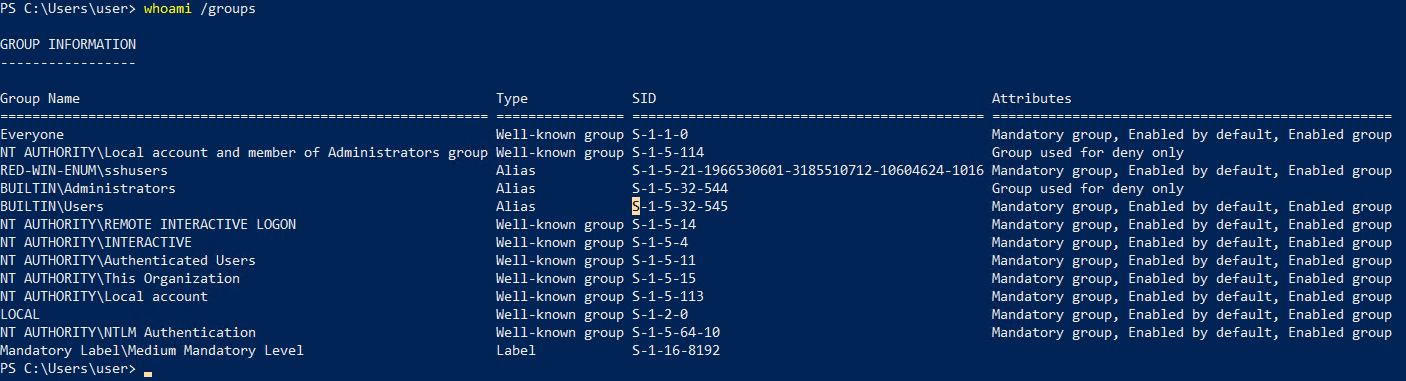 PS C:\Users\user> whoami /groups
GROUP INFORMATION
-----------------
Group Name                                                    Type             SID                                          Attributes
============================================================= ================ ============================================ ==================================================
Everyone                                                      Well-known group S-1-1-0                                      Mandatory group, Enabled by default, Enabled group
NT AUTHORITY\Local account and member of Administrators group Well-known group S-1-5-114                                    Group used for deny only
RED-WIN-ENUM\sshusers                                         Alias            S-1-5-21-1966530601-3185510712-10604624-1016 Mandatory group, Enabled by default, Enabled group
BUILTIN\Administrators                                        Alias            S-1-5-32-544                                 Group used for deny only
BUILTIN\Users                                                 Alias            S-1-5-32-545                                 Mandatory group, Enabled by default, Enabled group
NT AUTHORITY\REMOTE INTERACTIVE LOGON                         Well-known group S-1-5-14                                     Mandatory group, Enabled by default, Enabled group
NT AUTHORITY\INTERACTIVE                                      Well-known group S-1-5-4                                      Mandatory group, Enabled by default, Enabled group
NT AUTHORITY\Authenticated Users                              Well-known group S-1-5-11                                     Mandatory group, Enabled by default, Enabled group
NT AUTHORITY\This Organization                                Well-known group S-1-5-15                                     Mandatory group, Enabled by default, Enabled group
NT AUTHORITY\Local account                                    Well-known group S-1-5-113                                    Mandatory group, Enabled by default, Enabled group
LOCAL                                                         Well-known group S-1-2-0                                      Mandatory group, Enabled by default, Enabled group
NT AUTHORITY\NTLM Authentication                              Well-known group S-1-5-64-10                                  Mandatory group, Enabled by default, Enabled group
Mandatory Label\Medium Mandatory Level                        Label            S-1-16-8192
PS C:\Users\user>